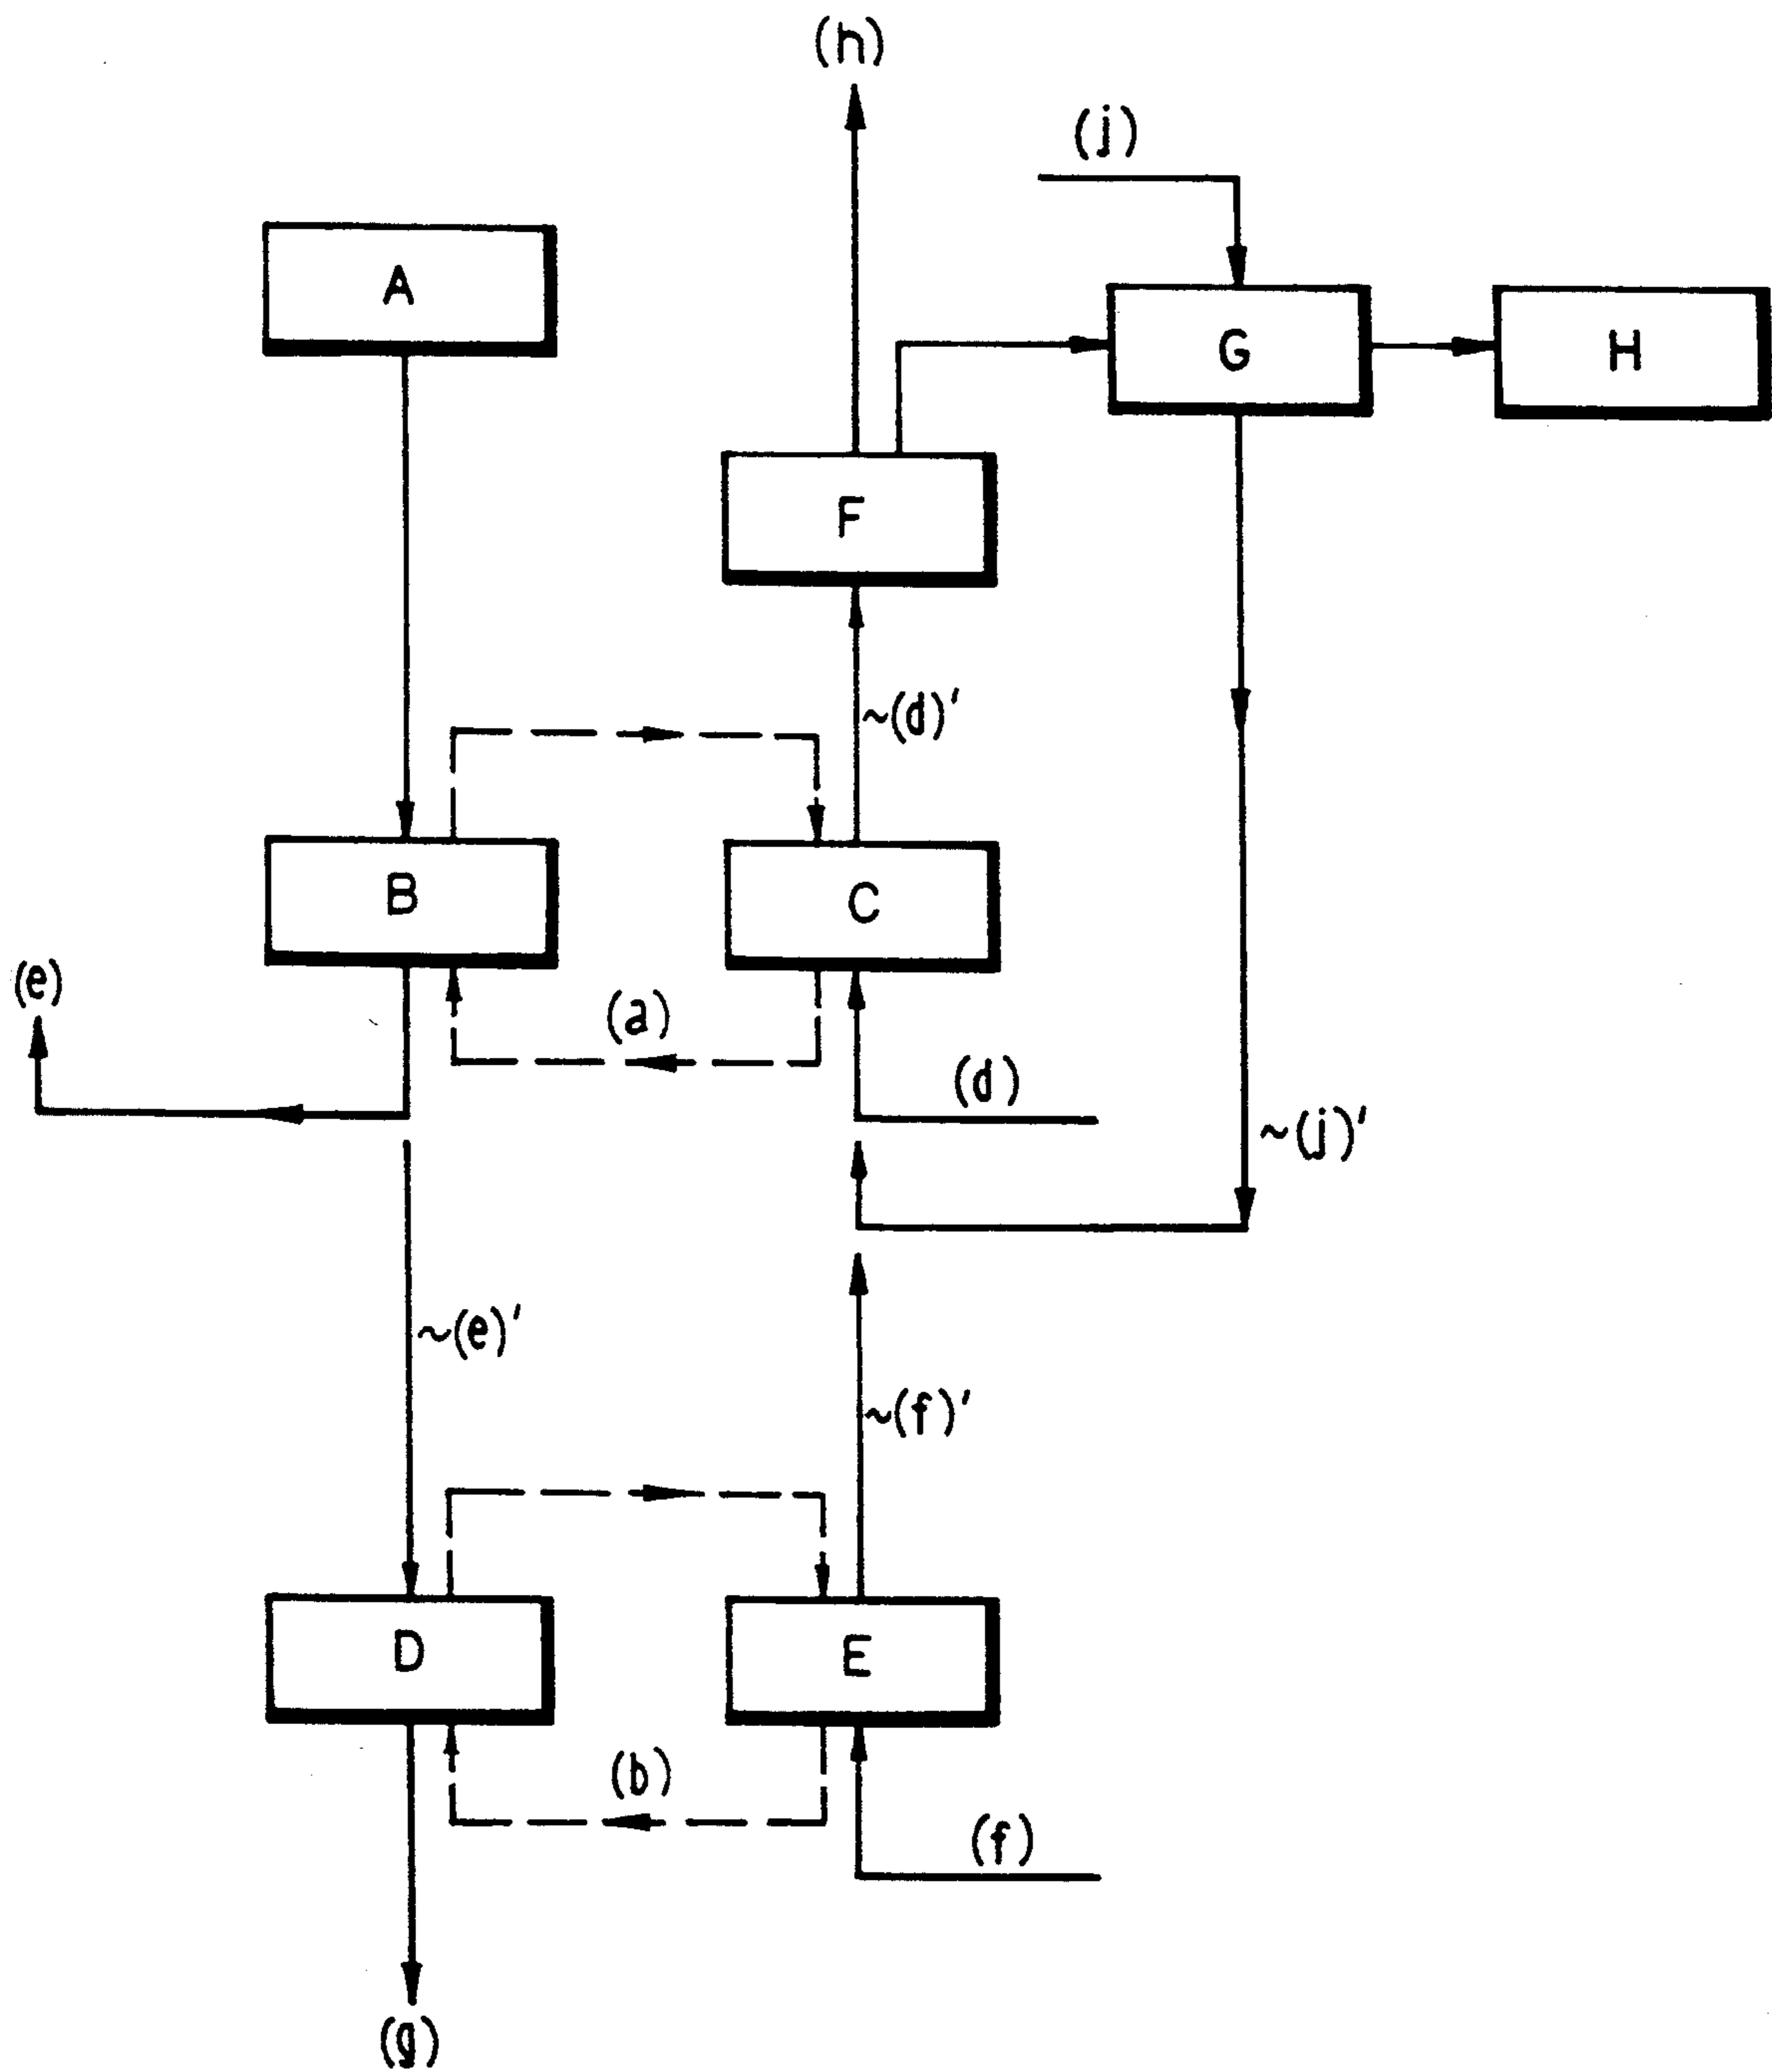 (h)
(j)
A
G
H
F
~(d)'
B
C
(e)
(a)
(d)
~(j)'
~(e)'
~(f)'
D
E
(b)
(f)
(g)